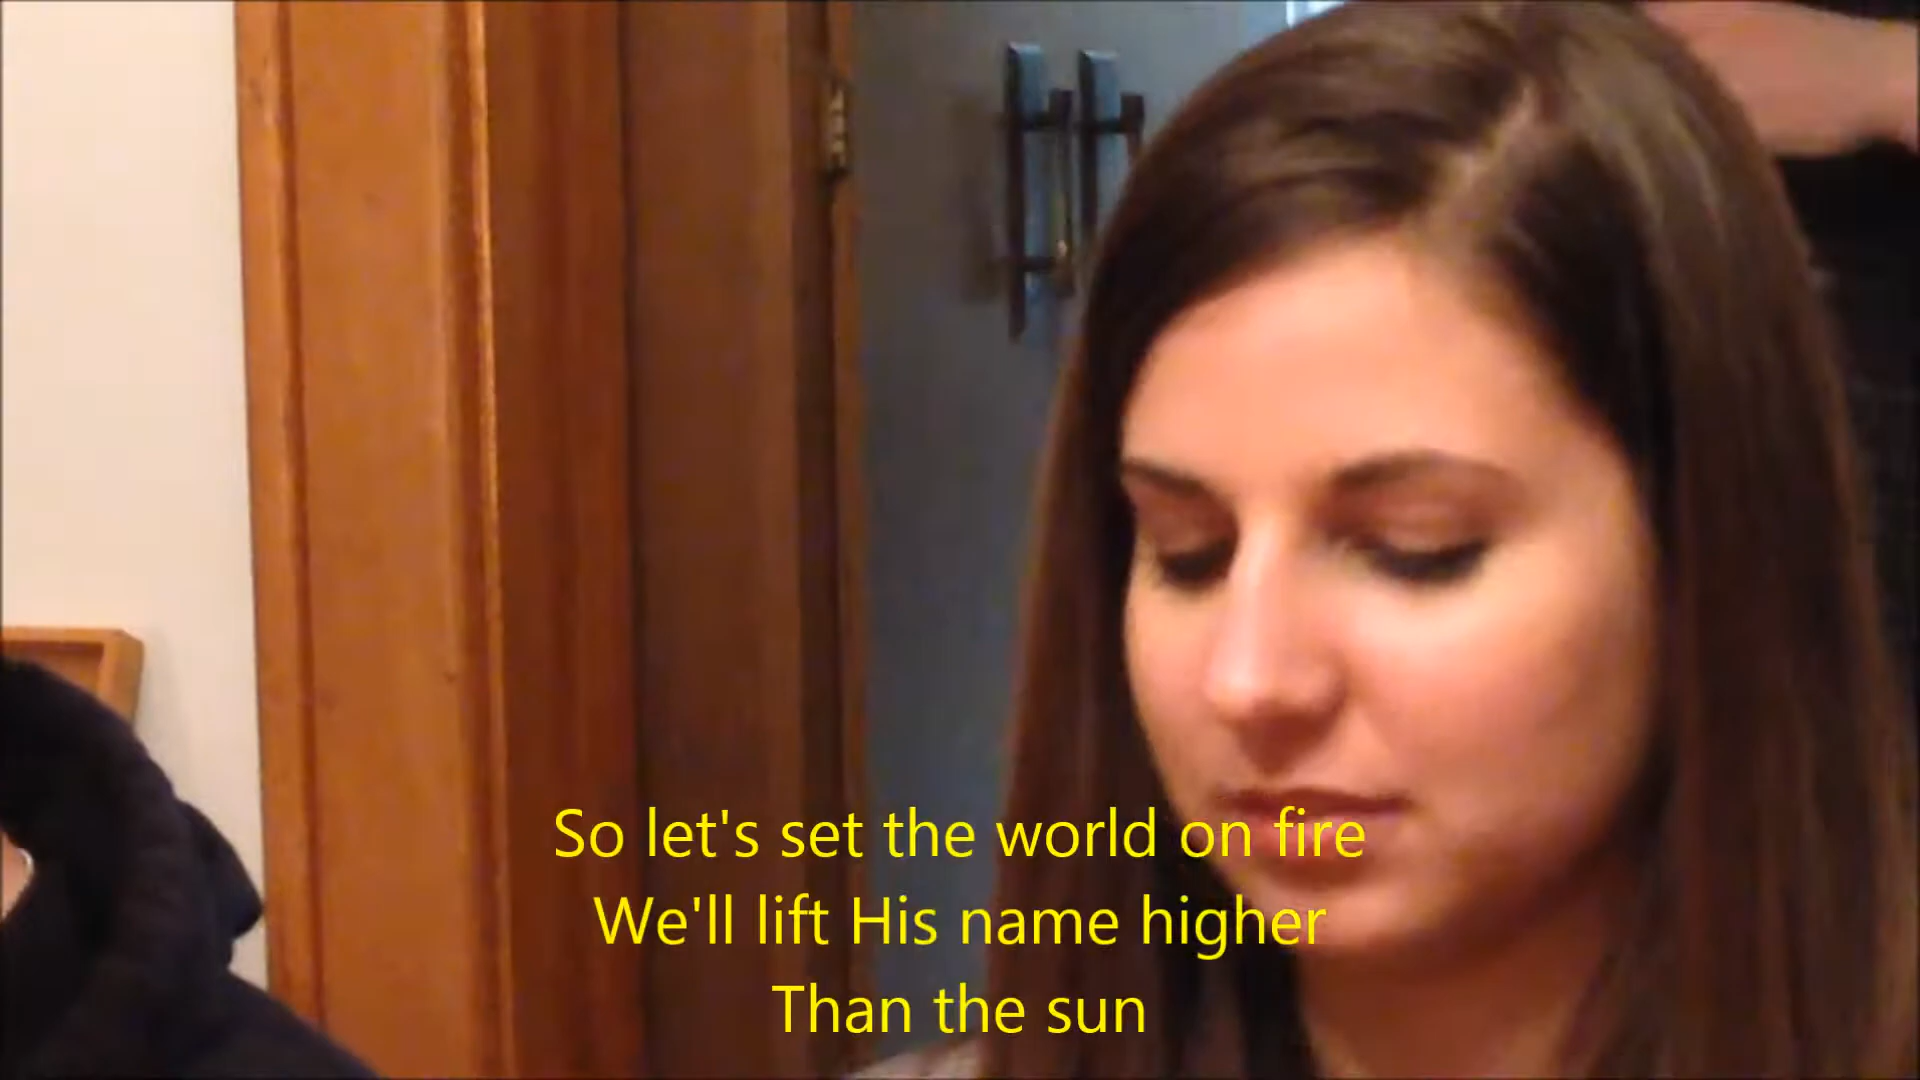 So let's set the world on fire
We'll lift His name higher
Than the sun